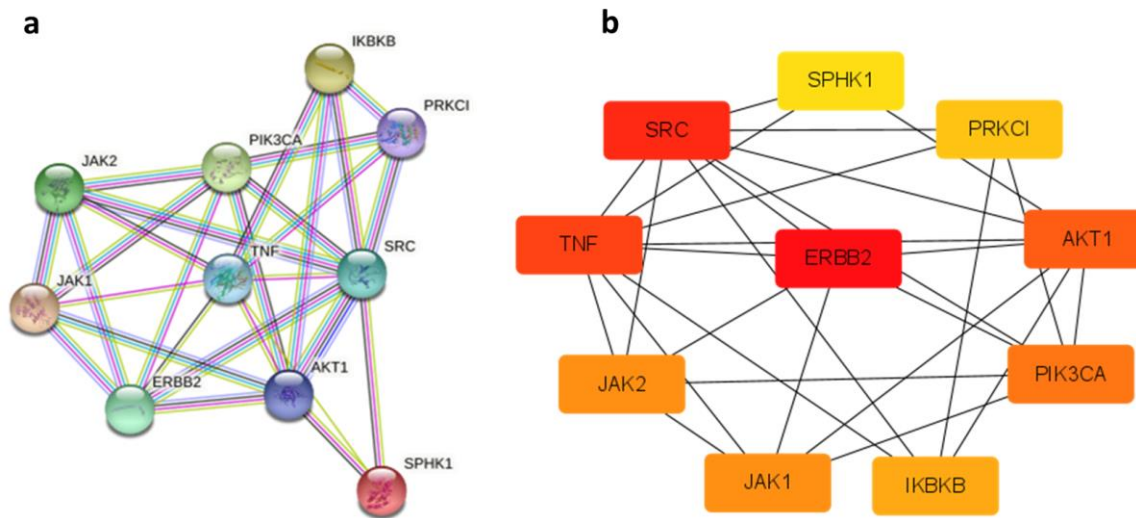 a
IKBKB
PRKCI
PIK3CA
JAK2
SRC
TNF
JAK1
ERBB2
AKT1
SPHK1
b
SPHK1
SRC
PRKCI
TNF
ERBB2
AKT1
JAK2
PIK3CA
JAK1
IKBKB